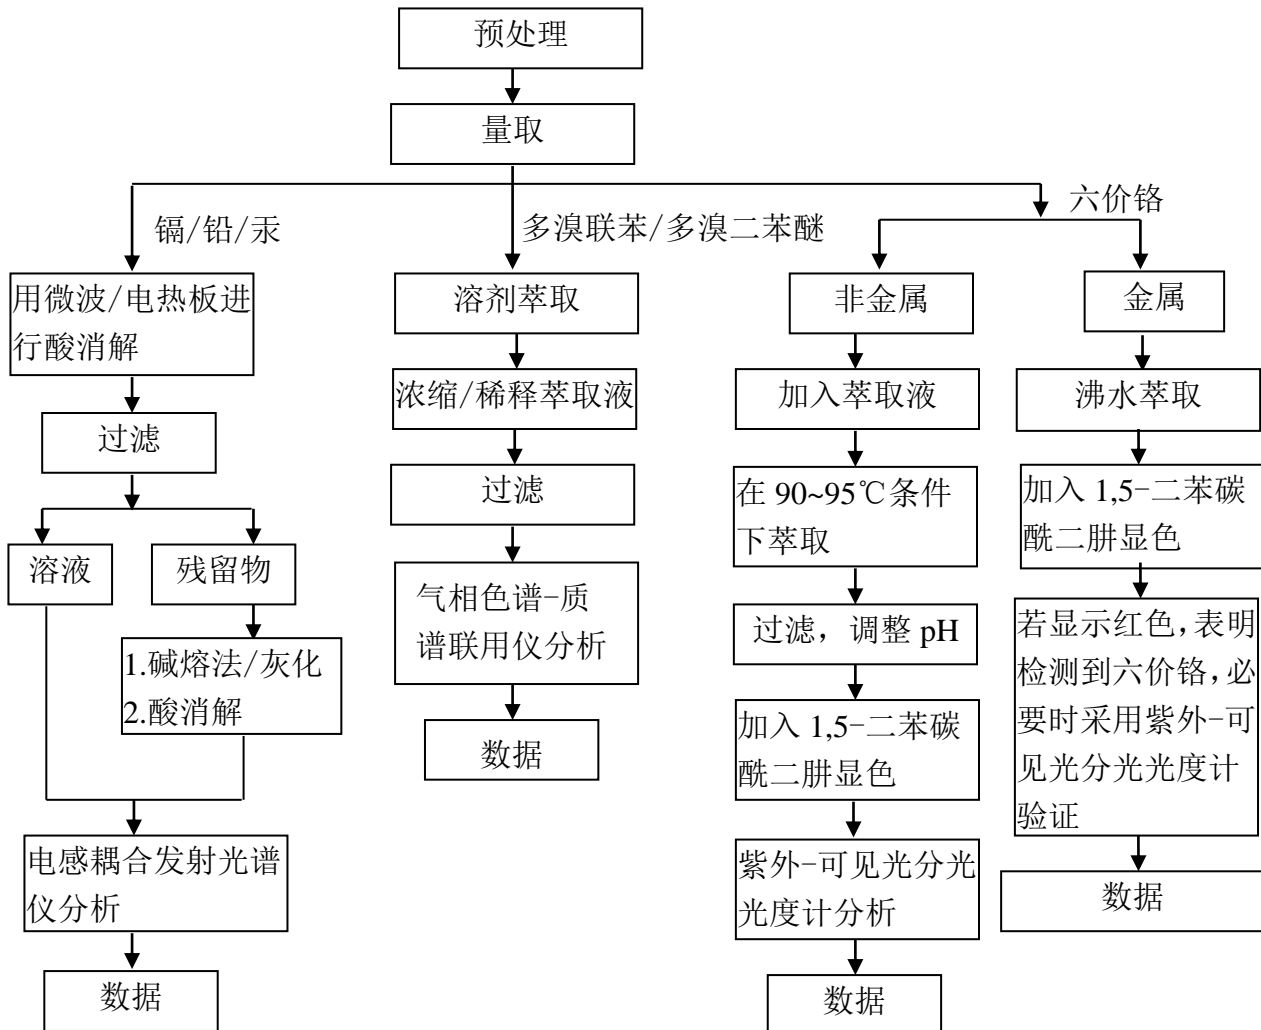 预处理
量取
镉/铅/汞
多溴联苯/多溴二苯醚
六价铬
用微波/电热板进
行酸消解
过滤
溶液
残留物
1.碱熔法/灰化
2.酸消解
电感耦合发射光谱
仪分析
数据
溶剂萃取
浓缩/稀释萃取液
过滤
气相色谱-质
谱联用仪分析
数据
非金属
加入萃取液
在 90~95℃条件
下萃取
过滤，调整 pH
加入 1,5-二苯碳
酰二肼显色
紫外-可见光分光
光度计分析
数据
金属
沸水萃取
加入 1,5-二苯碳
酰二肼显色
若显示红色，表明
检测到六价铬，必
要时采用紫外-可
见光分光光度计
验证
数据